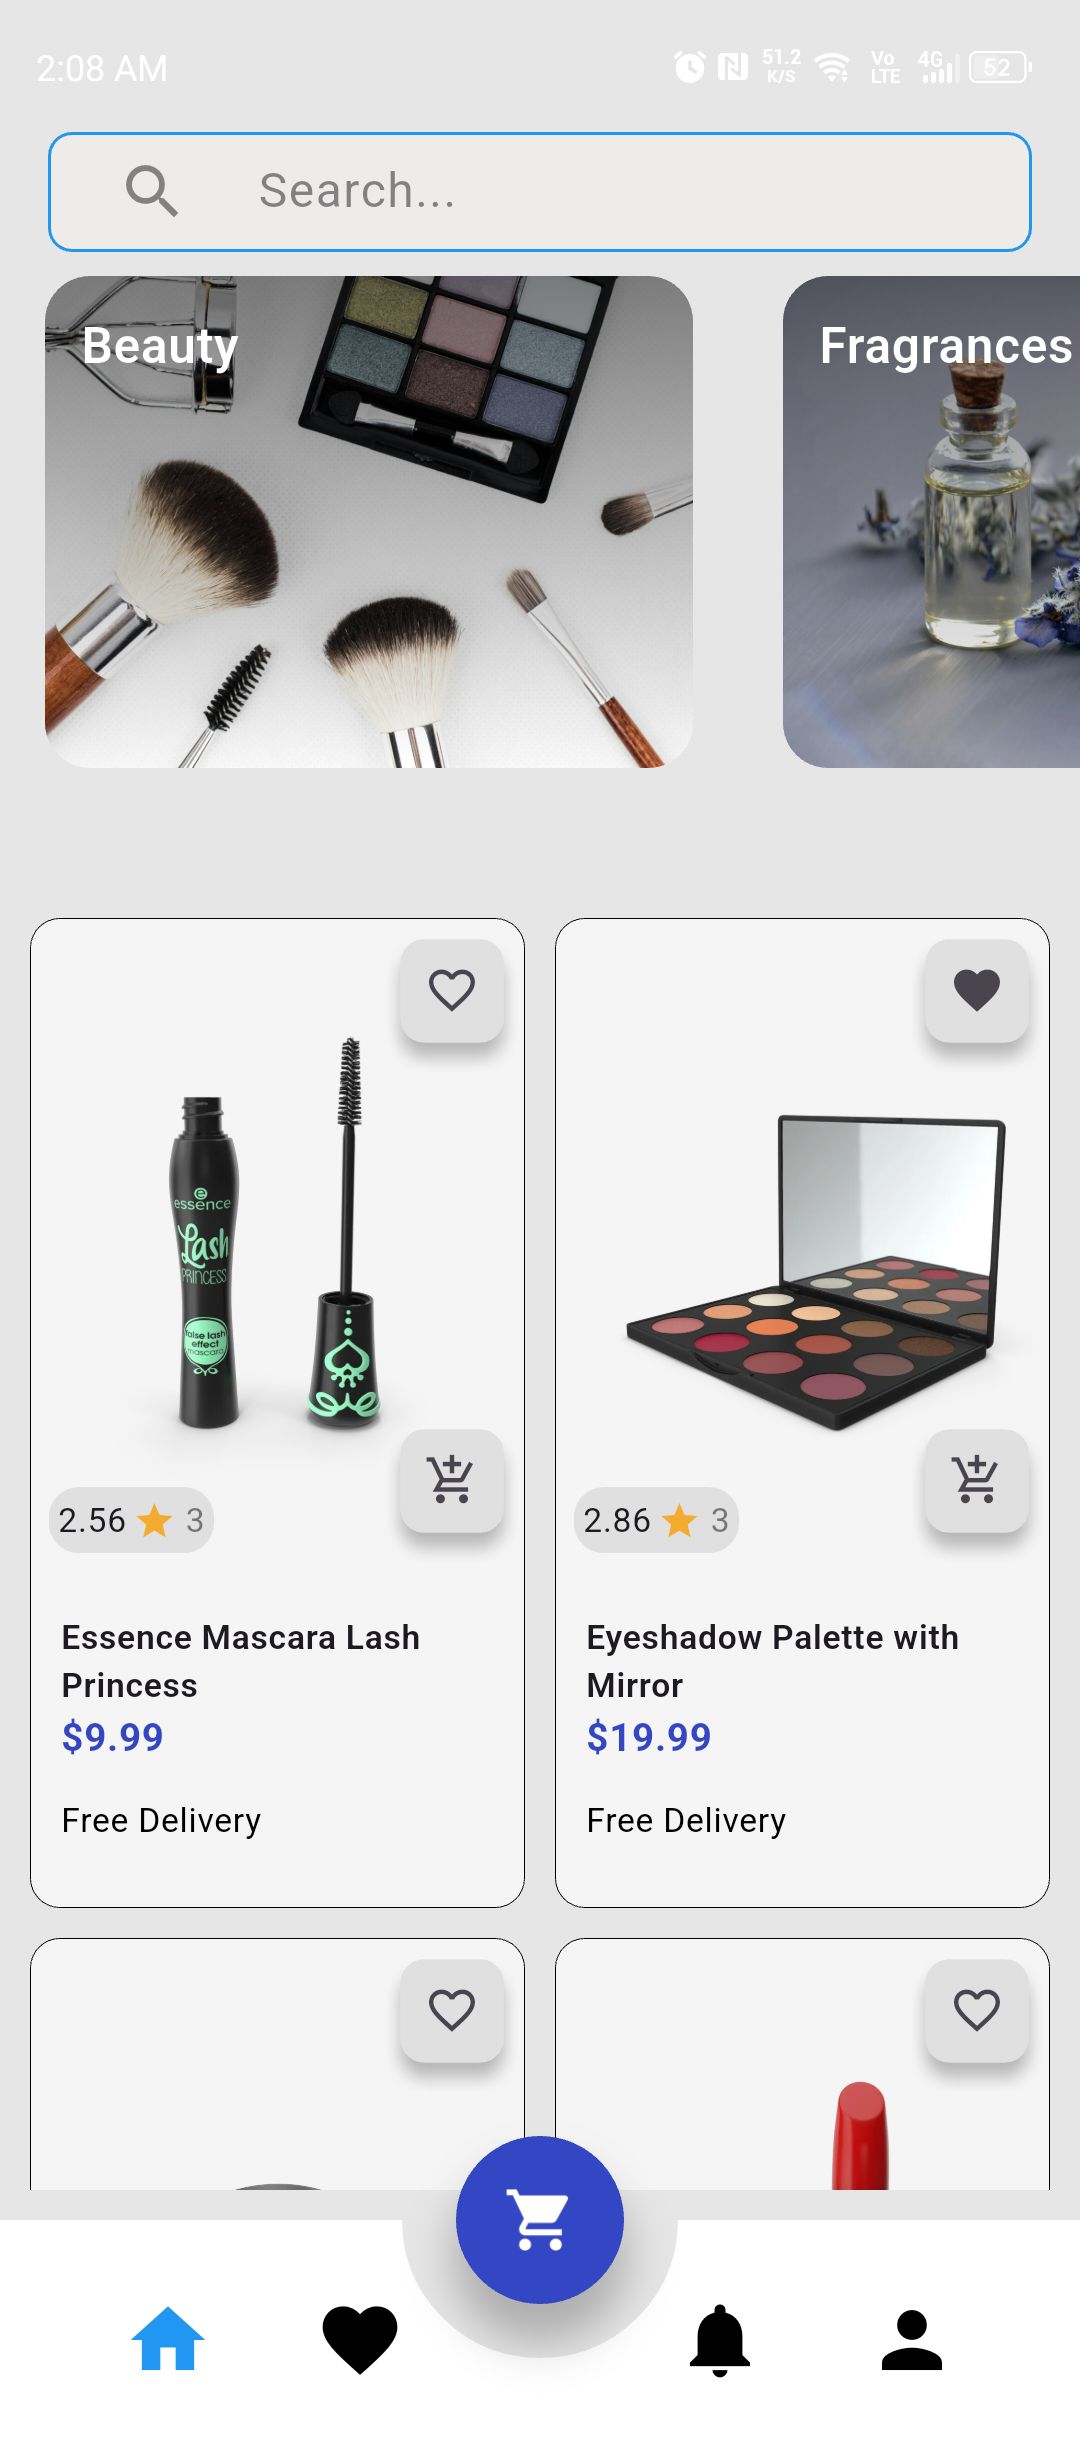 2:08 AM
51.2
K/S
Vo
LTE
4G
52
Search...
Beauty
Fragrances
essence
Lash
PRINCESS
false lash
effect
mascara
2.56 3
2.86 3
Essence Mascara Lash
Princess
$9.99
Free Delivery
Eyeshadow Palette with
Mirror
$19.99
Free Delivery